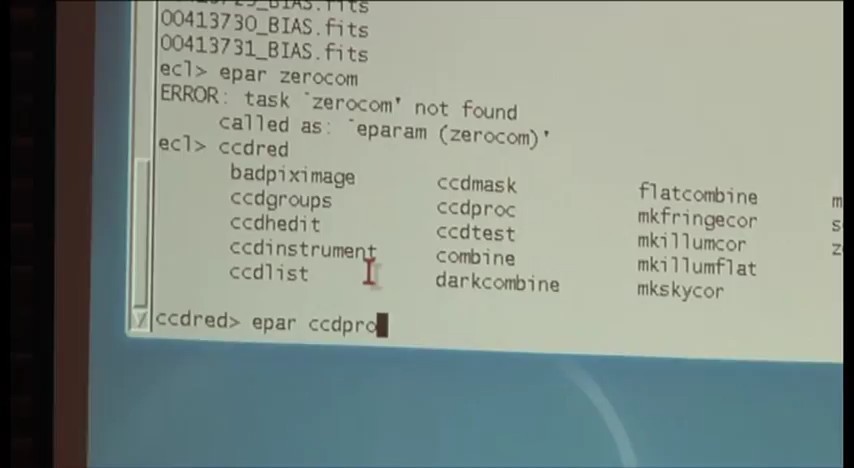 00413730_BIAS.fits
00413731_BIAS.fits
ecl> epar zerocom
ERROR: task `zerocom' not found
called as: `eparam (zerocom)'
ecl> ccdred
badpiximage ccdmask flatcombine
ccdgroups ccdproc mkfringecor
ccdhedit ccdtest mkillumcor
ccdinstrument combine mkillumflat
ccdlist darkcombine mkskycor
ccdred> epar ccdpro